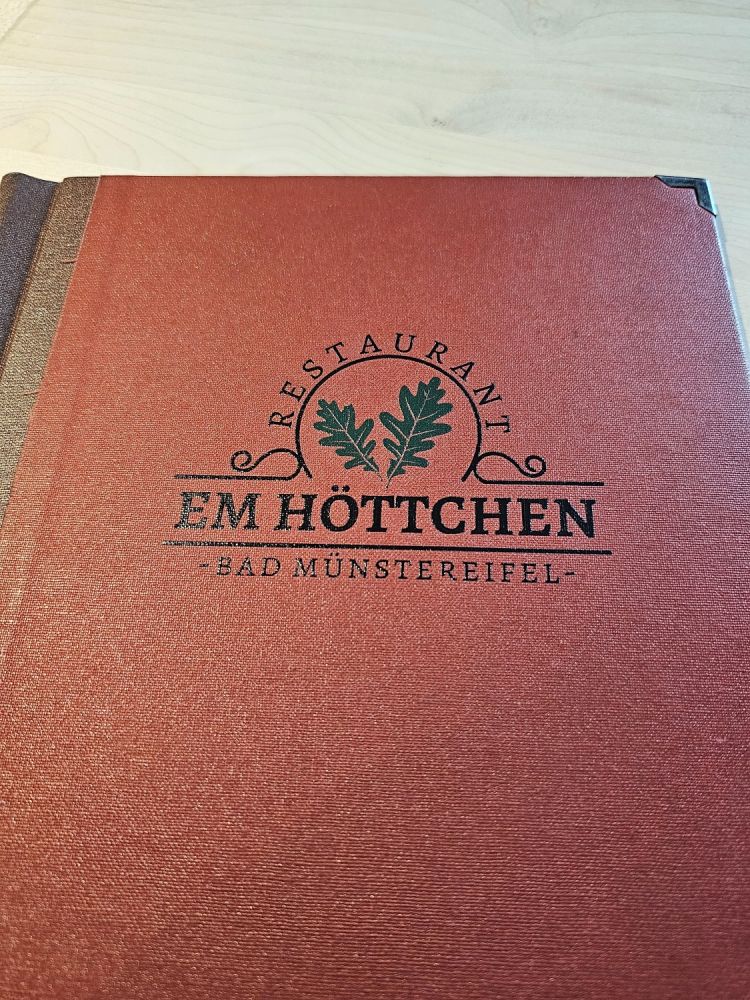 RESTAURANT
EM HÖTTCHEN
-BAD MÜNSTEREIFEL-